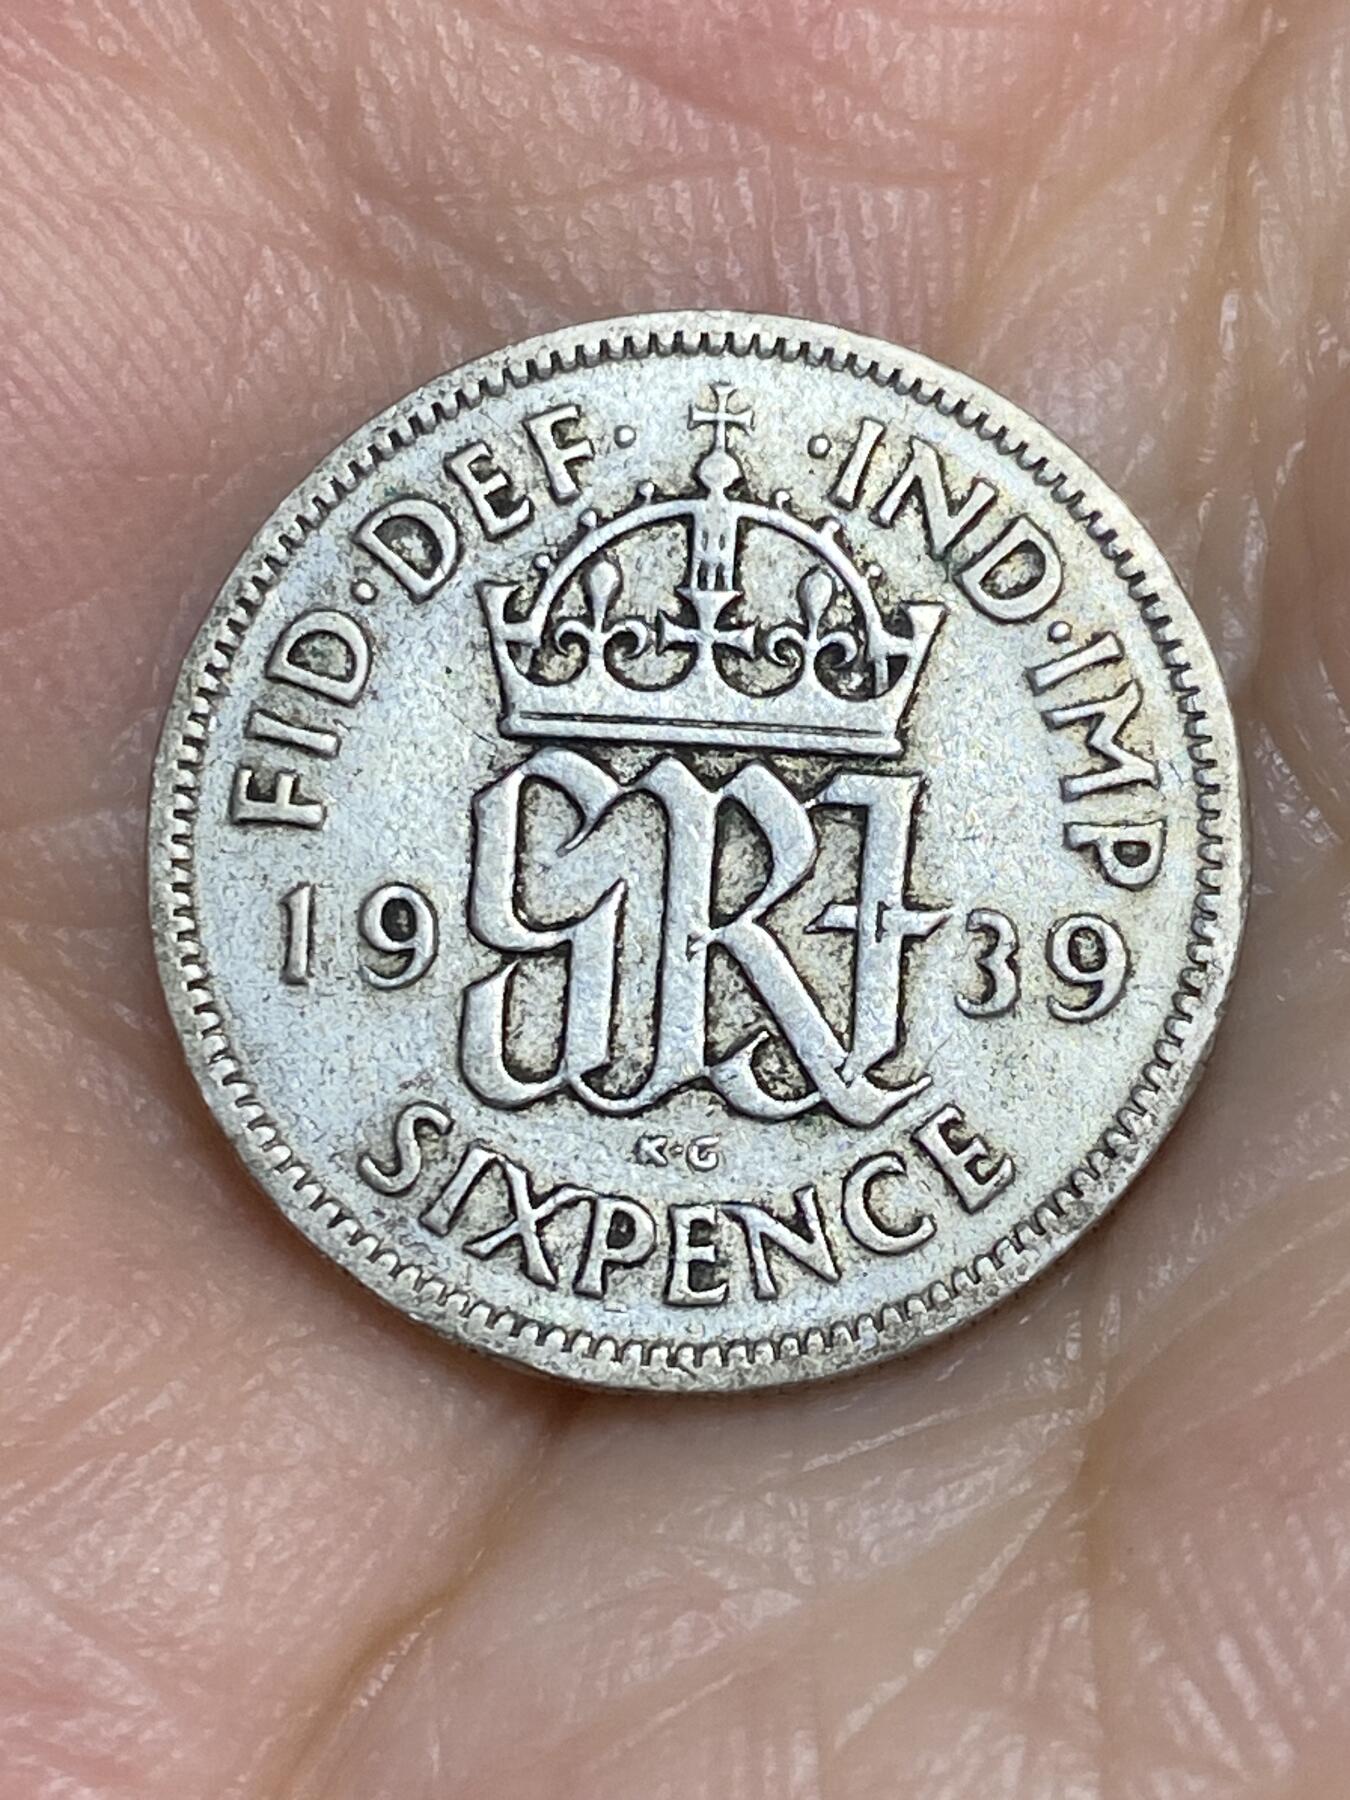 FID·DEF· ·IND·IMP
GRI
19 39
K·G
SIXPENCE